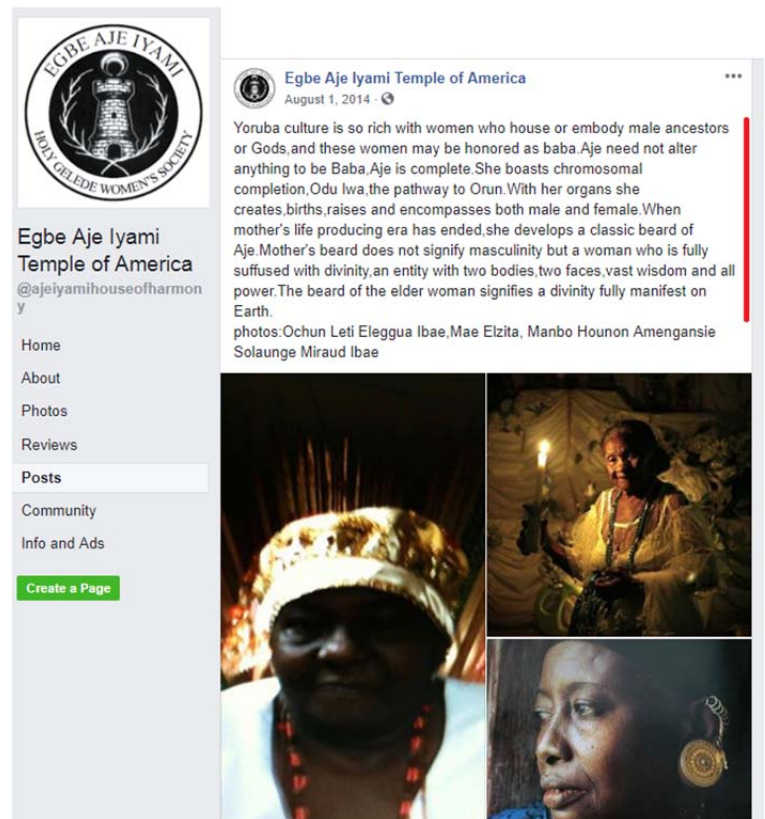 EGBE AJE IYAMI
HOLY GELEDE WOMEN'S SOCIETY
Egbe Aje Iyami
Temple of America
@ajeiyamihouseofharmon
y
Home
About
Photos
Reviews
Posts
Community
Info and Ads
Create a Page
Egbe Aje Iyami Temple of America
August 1, 2014 ·
Yoruba culture is so rich with women who house or embody male ancestors
or Gods,and these women may be honored as baba.Aje need not alter
anything to be Baba,Aje is complete.She boasts chromosomal
completion,Odu Iwa,the pathway to Orun.With her organs she
creates,births,raises and encompasses both male and female.When
mother's life producing era has ended,she develops a classic beard of
Aje.Mother's beard does not signify masculinity but a woman who is fully
suffused with divinity,an entity with two bodies,two faces,vast wisdom and all
power.The beard of the elder woman signifies a divinity fully manifest on
Earth.
photos:Ochun Leti Eleggua Ibae,Mae Elzita, Manbo Hounon Amengansie
Solaunge Miraud Ibae